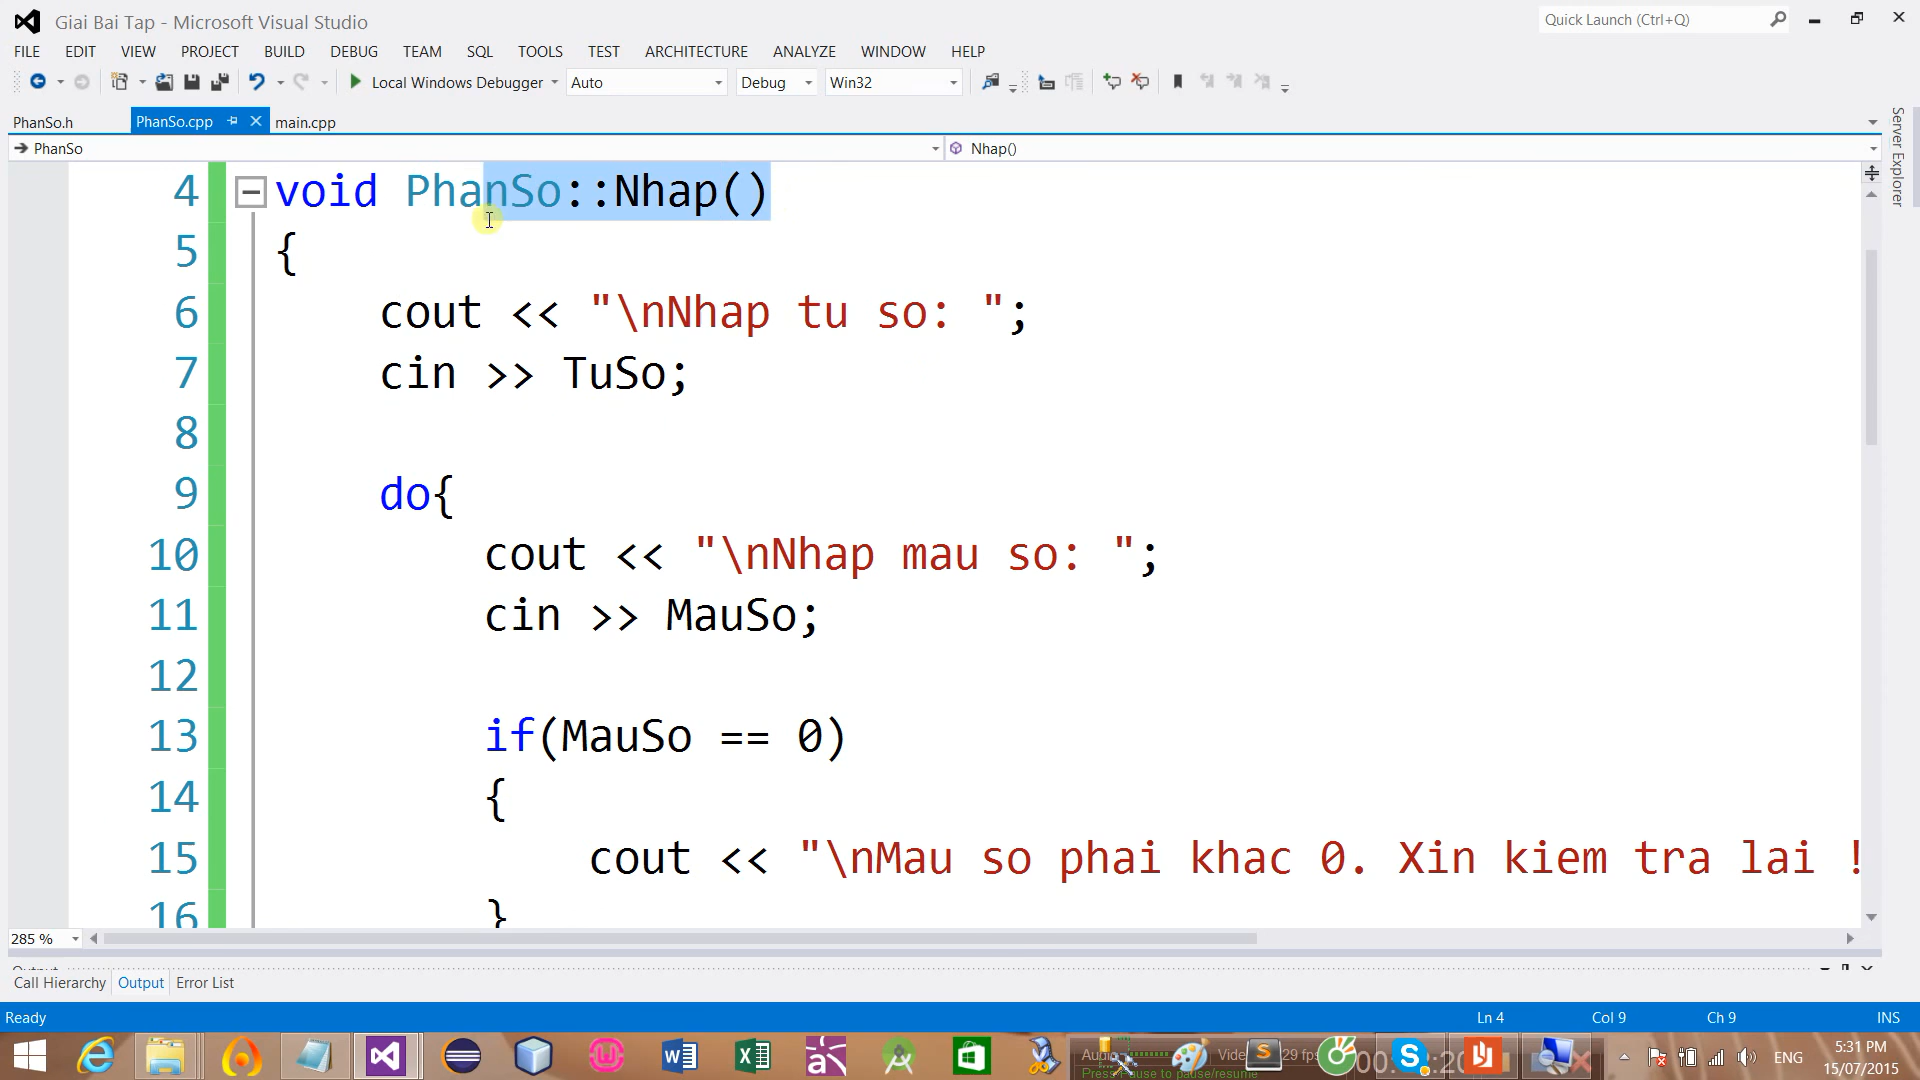 Giai Bai Tap - Microsoft Visual Studio
Quick Launch (Ctrl+Q)
FILE EDIT VIEW PROJECT BUILD DEBUG TEAM SQL TOOLS TEST ARCHITECTURE ANALYZE WINDOW HELP
Local Windows Debugger Auto Debug Win32
PhanSo.h PhanSo.cpp main.cpp
Server Explorer
PhanSo Nhap()
4 void PhanSo::Nhap()
5 {
6 cout << "\nNhap tu so: ";
7 cin >> TuSo;
8
9 do{
10 cout << "\nNhap mau so: ";
11 cin >> MauSo;
12
13 if(MauSo == 0)
14 {
15 cout << "\nMau so phai khac 0. Xin kiem tra lai !
16 }
285 %
Call Hierarchy Output Error List
Ready Ln 4 Col 9 Ch 9 INS
ENG
5:31 PM
15/07/2015